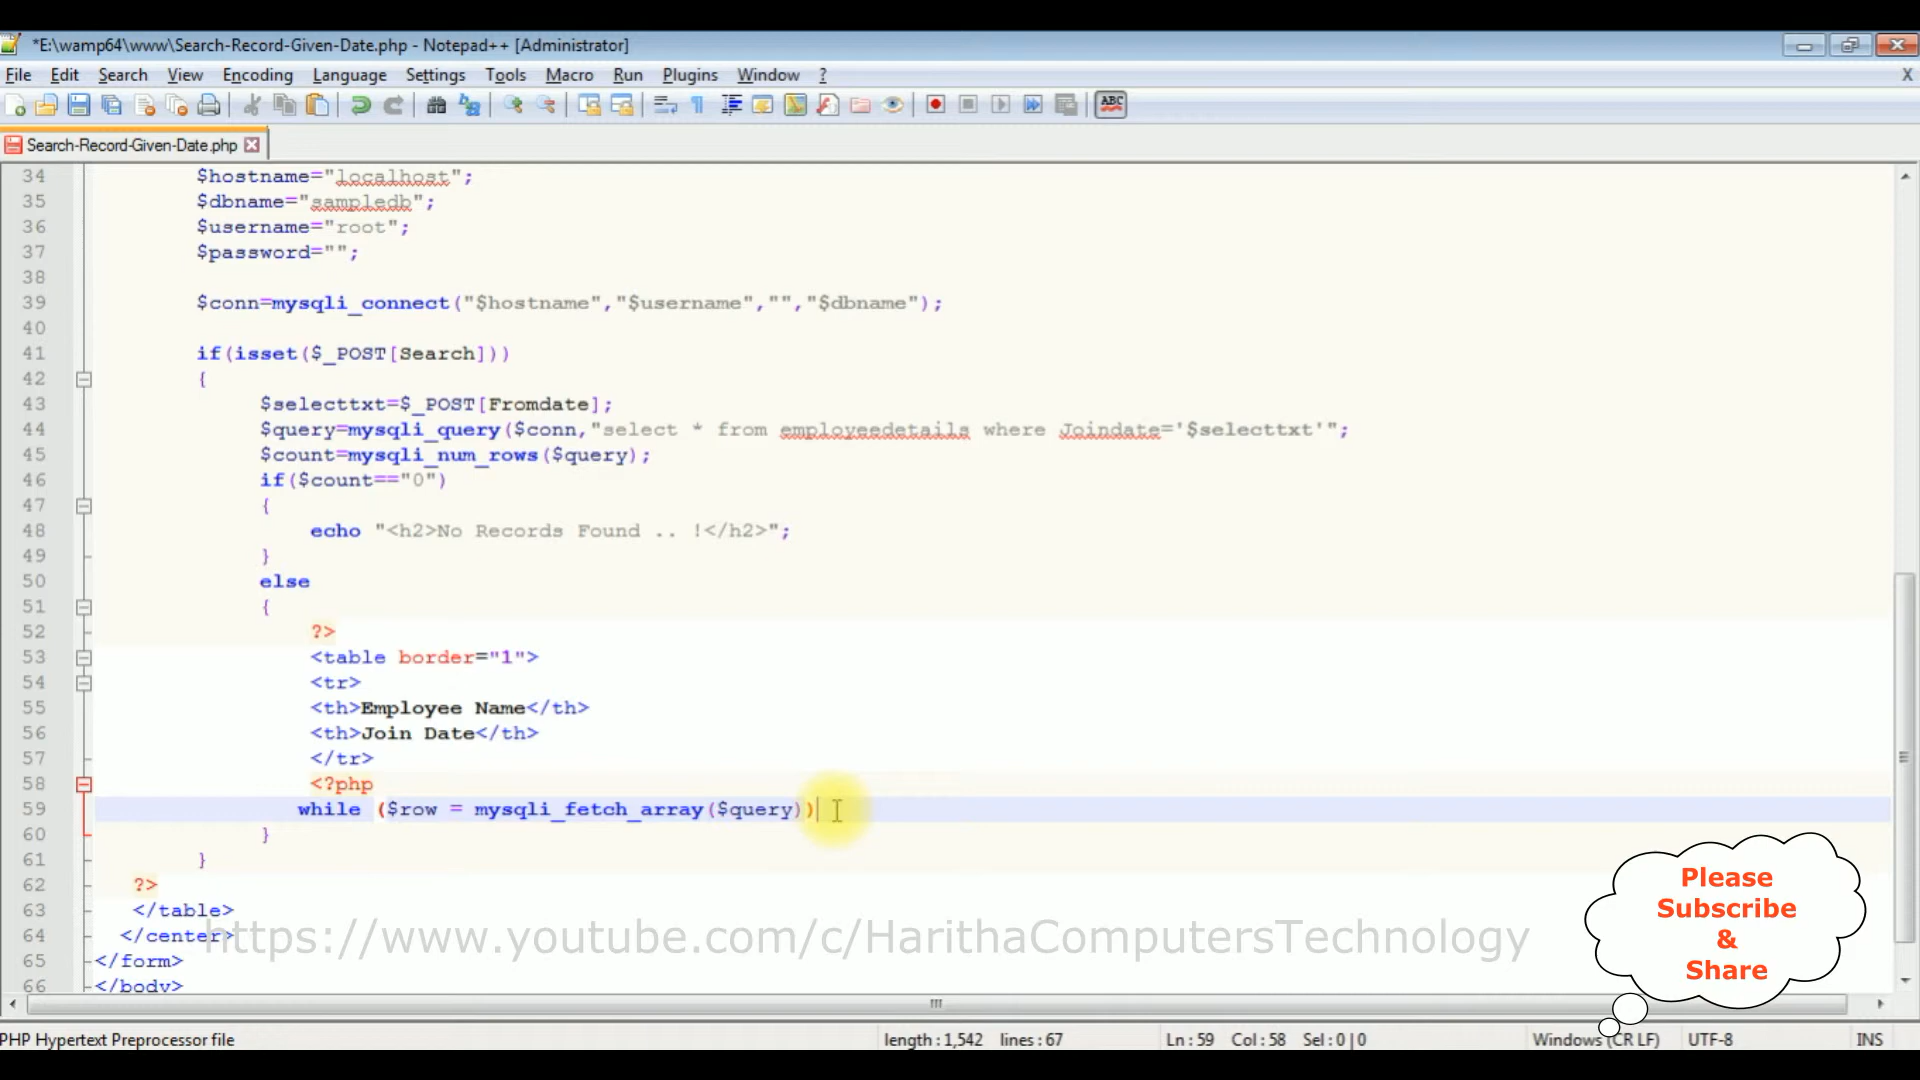 *E:\wamp64\www\Search-Record-Given-Date.php - Notepad++ [Administrator]
File Edit Search View Encoding Language Settings Tools Macro Run Plugins Window ? X
ABC
Search-Record-Given-Date.php
34 $hostname="localhost";
35 $dbname="sampledb";
36 $username="root";
37 $password="";
38
39 $conn=mysqli_connect("$hostname","$username","","$dbname");
40
41 if(isset($_POST[Search]))
42 {
43 $selecttxt=$_POST[Fromdate];
44 $query=mysqli_query($conn,"select * from employeedetails where Joindate='$selecttxt'";
45 $count=mysqli_num_rows($query);
46 if($count=="0")
47 {
48 echo "<h2>No Records Found .. !</h2>";
49 }
50 else
51 {
52 ?>
53 <table border="1">
54 <tr>
55 <th>Employee Name</th>
56 <th>Join Date</th>
57 </tr>
58 <?php
59 while ($row = mysqli_fetch_array($query))
60 }
61 }
62 ?>
63 </table>
64 </center>
65 </form>
66 </body>
https://www.youtube.com/c/HarithaComputersTechnology
Please
Subscribe
&
Share
PHP Hypertext Preprocessor file length : 1,542 lines : 67 Ln : 59 Col : 58 Sel : 0 | 0 Windows (CR LF) UTF-8 INS